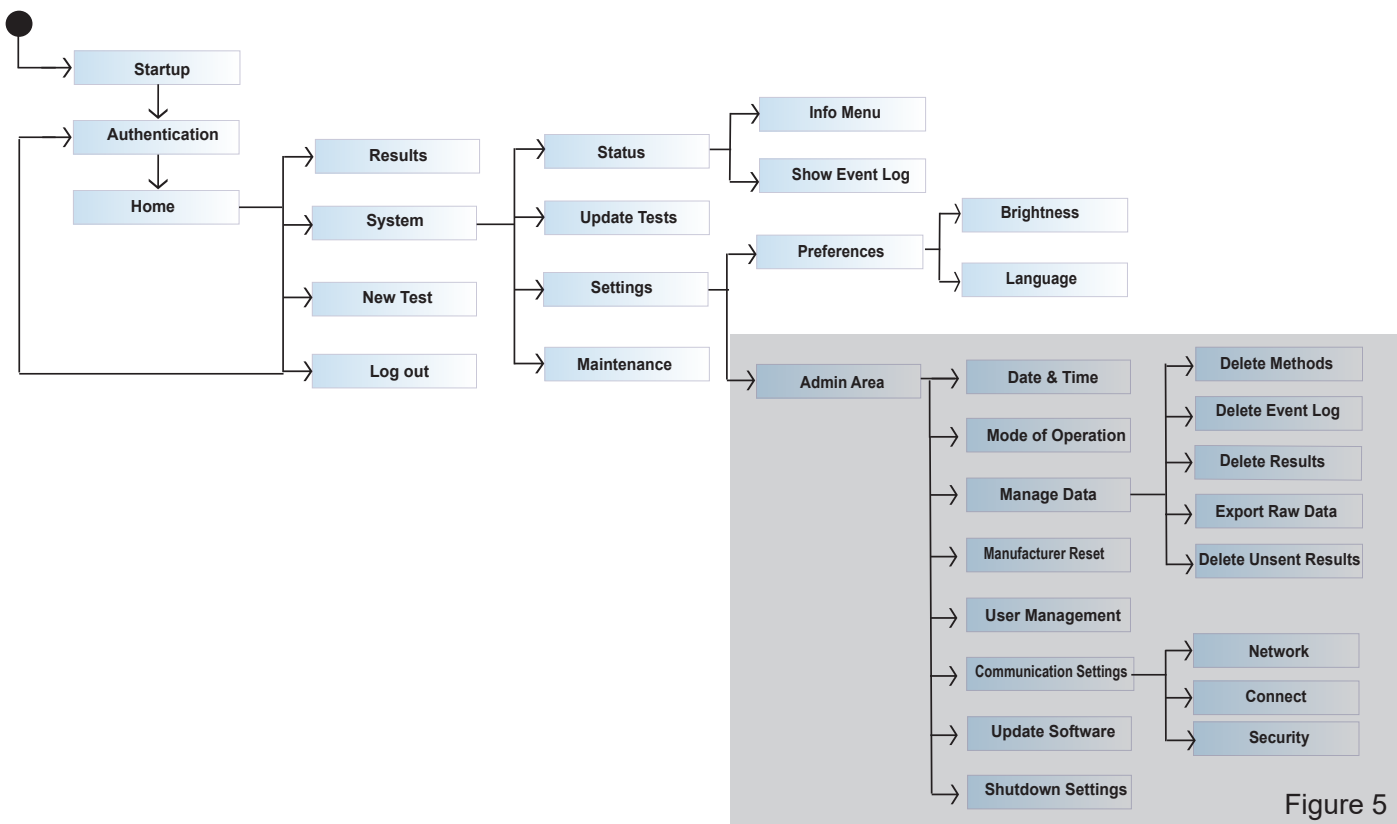 Startup
Authentication
Home
Results
System
New Test
Log out
Status
Update Tests
Settings
Maintenance
Info Menu
Show Event Log
Preferences
Brightness
Language
Admin Area
Date & Time
Mode of Operation
Manage Data
Manufacturer Reset
User Management
Communication Settings
Update Software
Shutdown Settings
Delete Methods
Delete Event Log
Delete Results
Export Raw Data
Delete Unsent Results
Network
Connect
Security
Figure 5